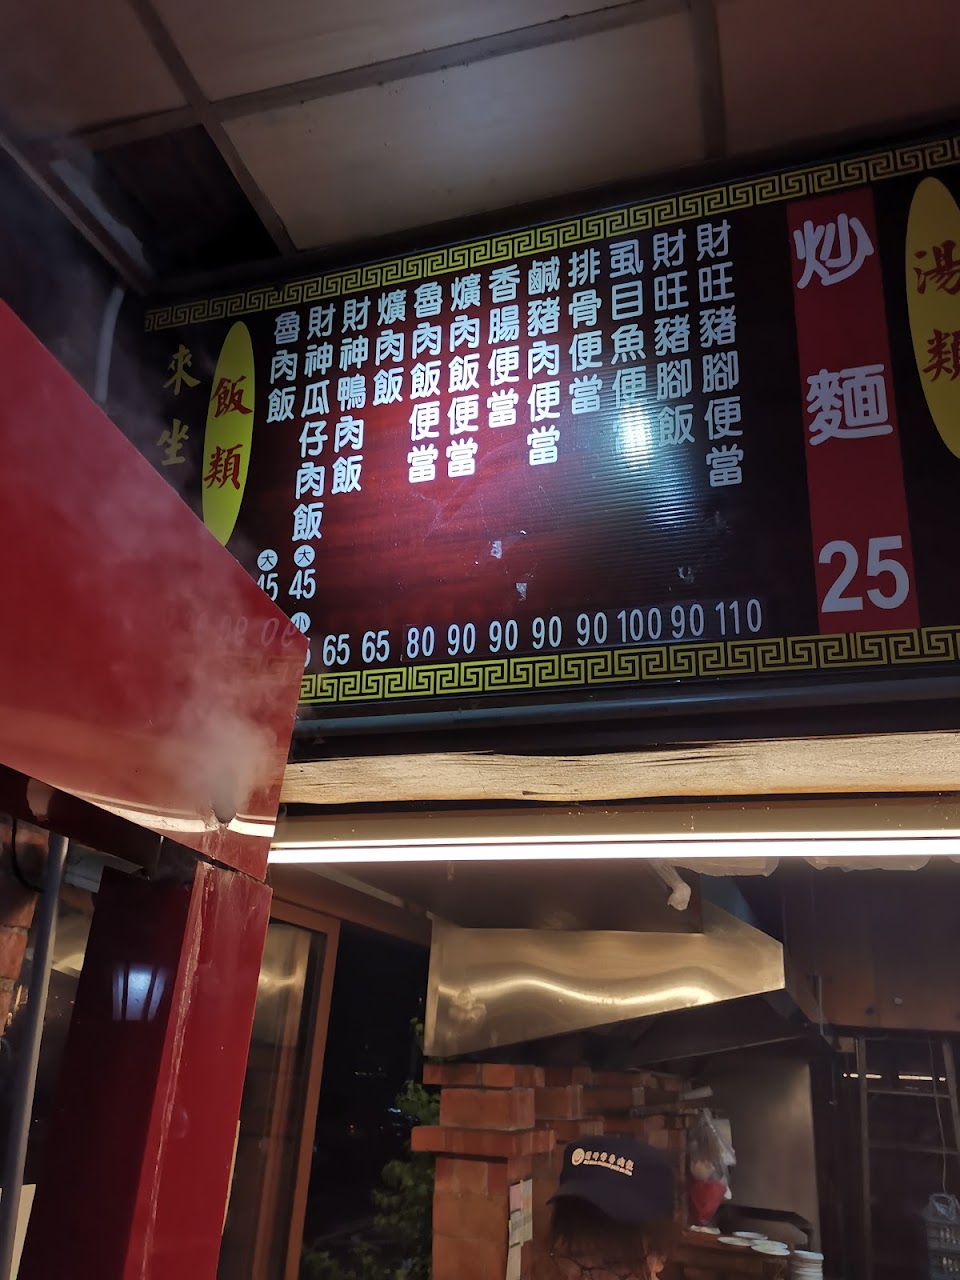 來坐
飯類
魯肉飯 大 45
財神瓜仔肉飯 大 45 小
財神鴨肉飯 65
爌肉飯 65
魯肉飯便當 80
爌肉飯便當 90
香腸便當 90
鹹豬肉便當 90
排骨便當 90
虱目魚便當 100
財旺豬腳飯 90
財旺豬腳便當 110
炒麵 25
湯類